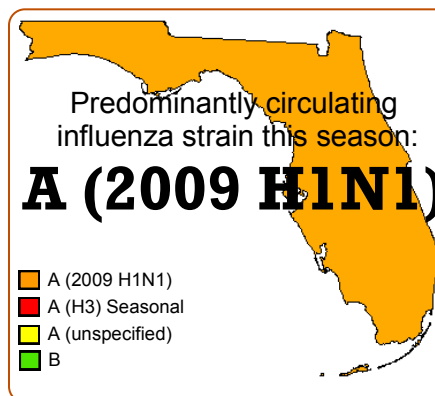 Predominantly circulating
influenza strain this season:
A (2009 H1N1)
A (2009 H1N1)
A (H3) Seasonal
A (unspecified)
B